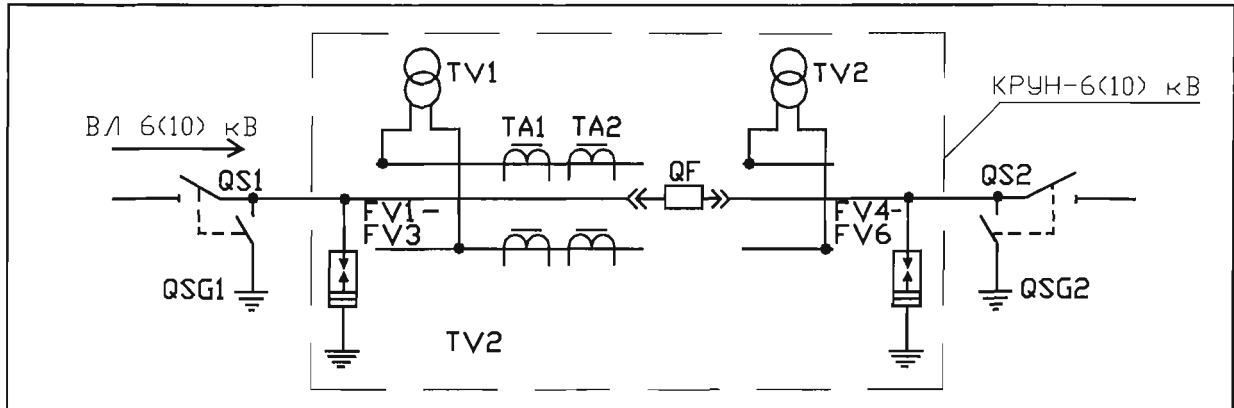 TV1
TV2
КРУН-6(10) кВ
ВЛ 6(10) кВ
TA1
TA2
QF
QS1
QS2
FV1-
FV3
FV4-
FV6
QSG1
QSG2
TV2